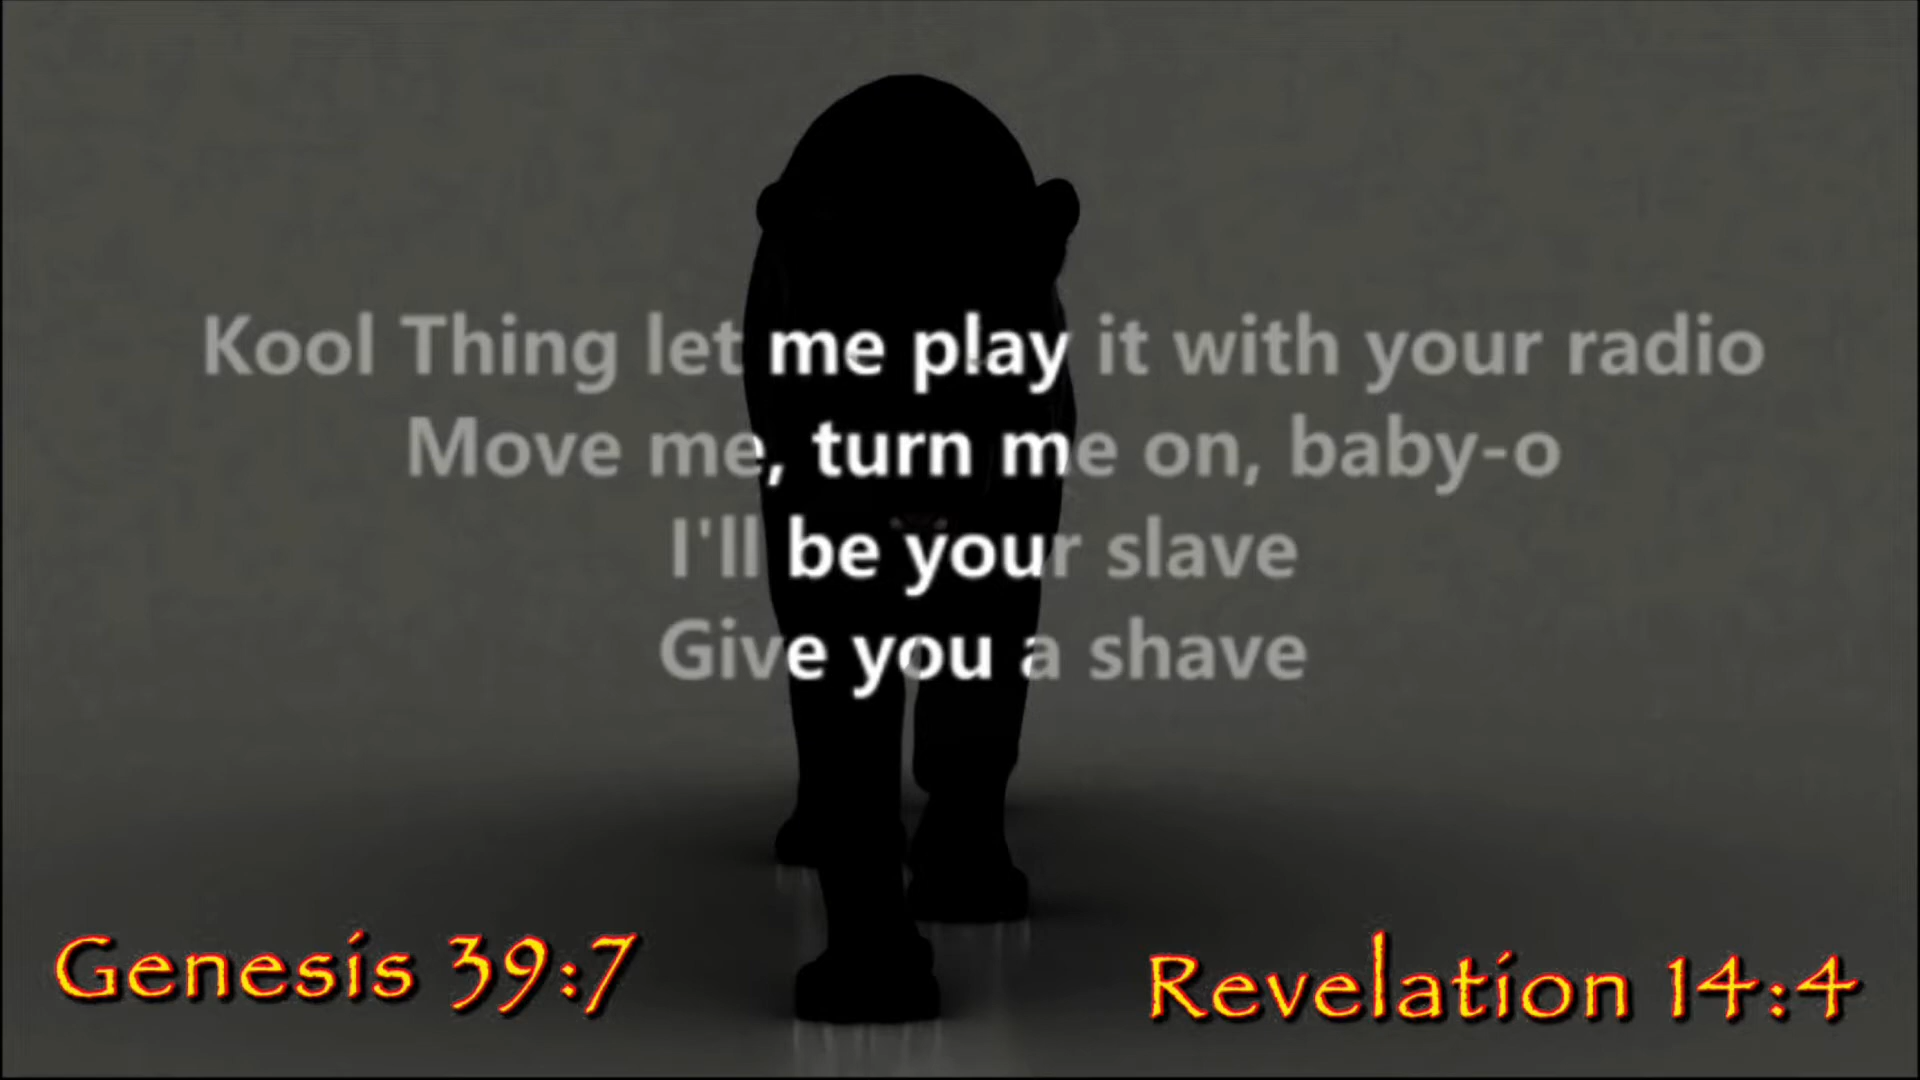 Kool Thing let me play it with your radio
Move me, turn me on, baby-o
I'll be your slave
Give you a shave
Genesis 39:7
Revelation 14:4